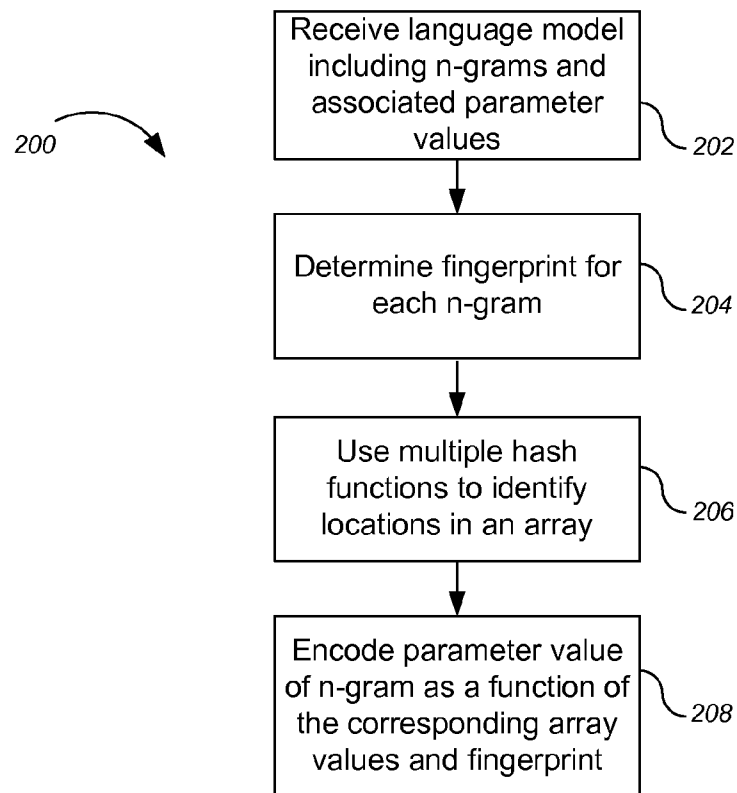 Receive language model
including n-grams and
associated parameter
values
200
202
Determine fingerprint for
each n-gram
204
Use multiple hash
functions to identify
locations in an array
206
Encode parameter value
of n-gram as a function of
the corresponding array
values and fingerprint
208